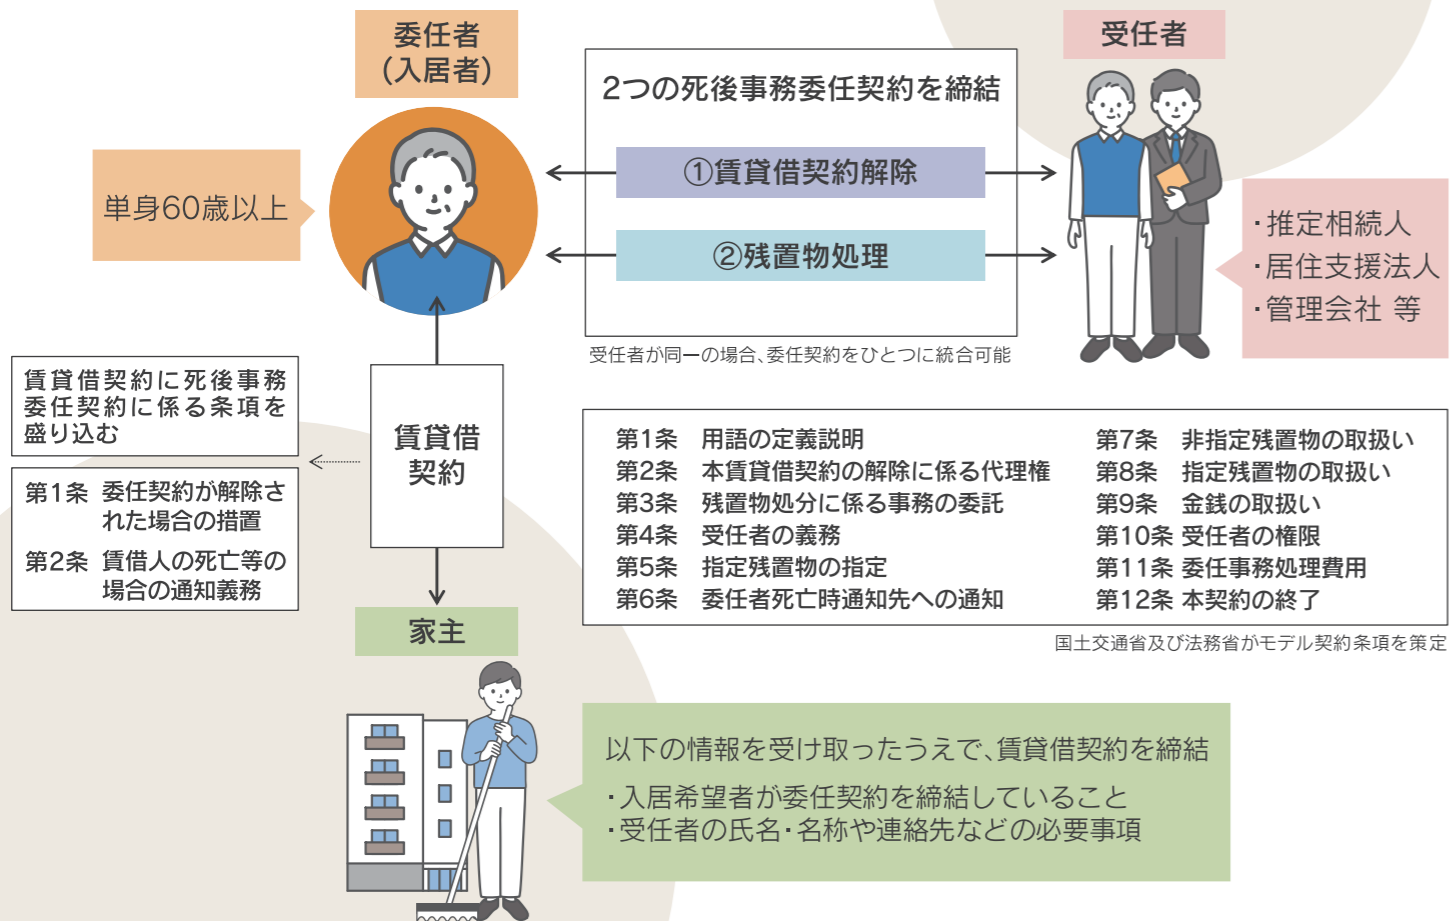 委任者
(入居者)
単身60歳以上
2つの死後事務委任契約を締結
①賃貸借契約解除
②残置物処理
受任者が同一の場合、委任契約をひとつに統合可能
受任者
・推定相続人
・居住支援法人
・管理会社 等
賃貸借契約に死後事務
委任契約に係る条項を
盛り込む
第1条 委任契約が解除さ
れた場合の措置
第2条 賃借人の死亡等の
場合の通知義務
賃貸借
契約
第1条 用語の定義説明
第2条 本賃貸借契約の解除に係る代理権
第3条 残置物処分に係る事務の委託
第4条 受任者の義務
第5条 指定残置物の指定
第6条 委任者死亡時通知先への通知
第7条 非指定残置物の取扱い
第8条 指定残置物の取扱い
第9条 金銭の取扱い
第10条 受任者の権限
第11条 委任事務処理費用
第12条 本契約の終了
国土交通省及び法務省がモデル契約条項を策定
家主
以下の情報を受け取ったうえで、賃貸借契約を締結
・入居希望者が委任契約を締結していること
・受任者の氏名・名称や連絡先などの必要事項